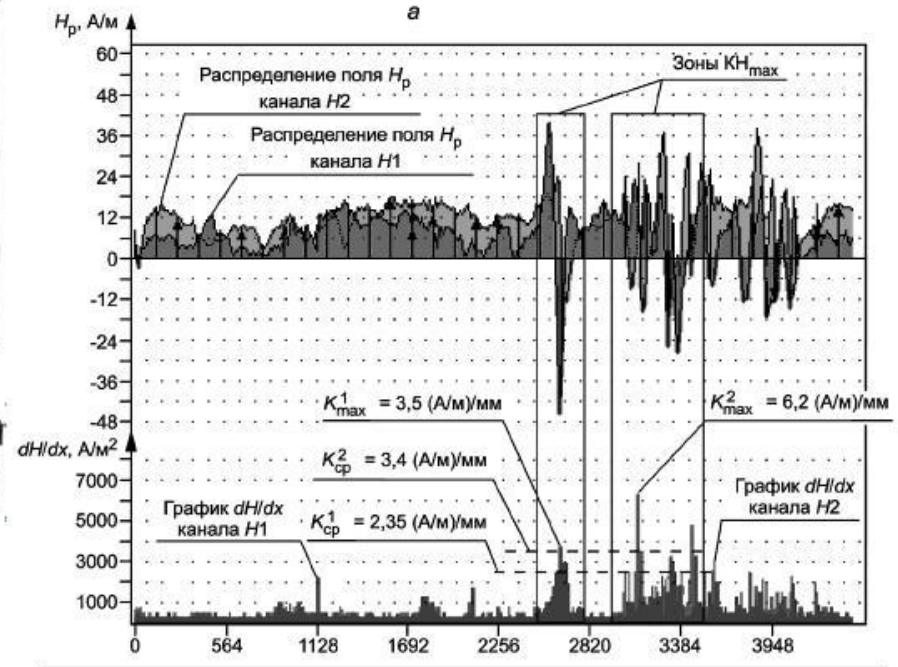 а
Hр, А/м
60
48
36
24
12
0
-12
-24
-36
-48
Распределение поля Hр
канала H2
Распределение поля Hр
канала H1
Зоны КНmax
K¹max = 3,5 (А/м)/мм
K²max = 6,2 (А/м)/мм
dH/dx, А/м²
K²ср = 3,4 (А/м)/мм
7000
5000
3000
1000
График dH/dx
канала H1
K¹ср = 2,35 (А/м)/мм
График dH/dx
канала H2
0 564 1128 1692 2256 2820 3384 3948